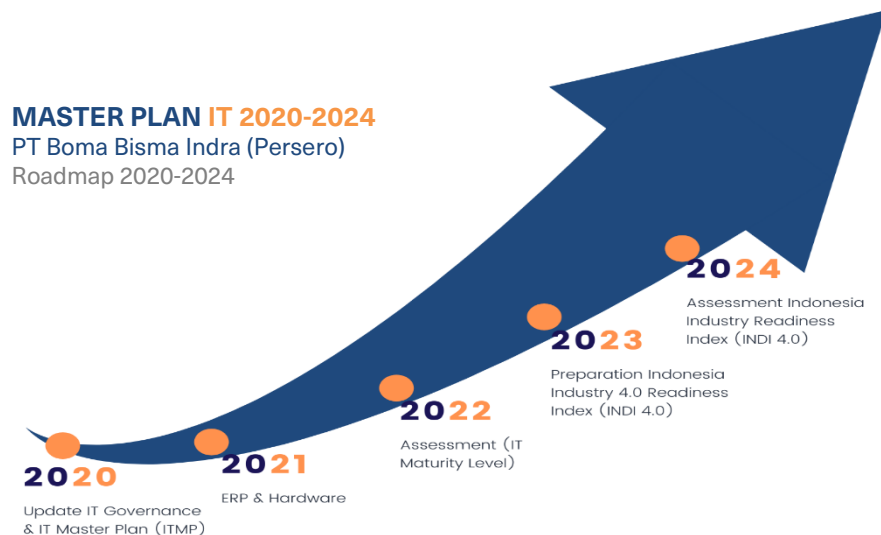 MASTER PLAN IT 2020-2024
PT Boma Bisma Indra (Persero)
Roadmap 2020-2024
2020
Update IT Governance
& IT Master Plan (ITMP)
2021
ERP & Hardware
2022
Assessment (IT
Maturity Level)
2023
Preparation Indonesia
Industry 4.0 Readiness
Index (INDI 4.0)
2024
Assessment Indonesia
Industry Readiness
Index (INDI 4.0)